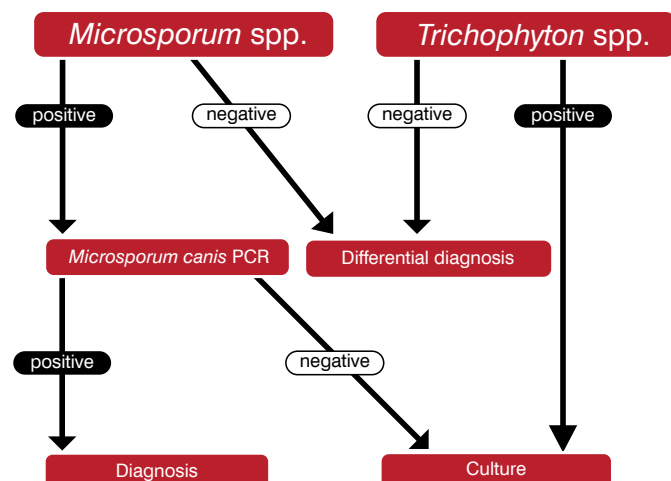 Microsporum spp.
Trichophyton spp.
positive
negative
negative
positive
Microsporum canis PCR
Differential diagnosis
positive
negative
Diagnosis
Culture